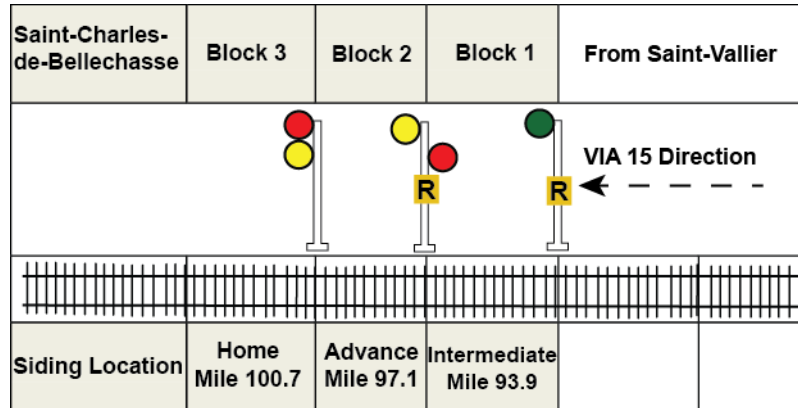 Saint-Charles-
de-Bellechasse
Block 3
Block 2
Block 1
From Saint-Vallier
VIA 15 Direction
R
R
Siding Location
Home
Mile 100.7
Advance
Mile 97.1
Intermediate
Mile 93.9